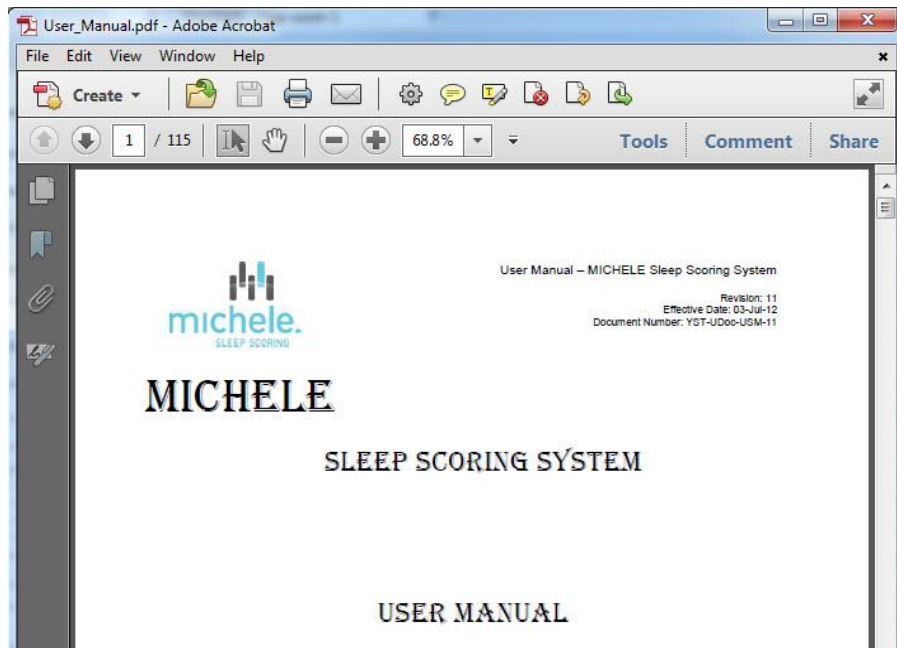 User_Manual.pdf - Adobe Acrobat
File Edit View Window Help
Create
1 / 115 68.8% Tools Comment Share
User Manual – MICHELE Sleep Scoring System
Revision: 11
Effective Date: 03-Jul-12
Document Number: YST-UDoc-USM-11
michele.
SLEEP SCORING
MICHELE
SLEEP SCORING SYSTEM
USER MANUAL